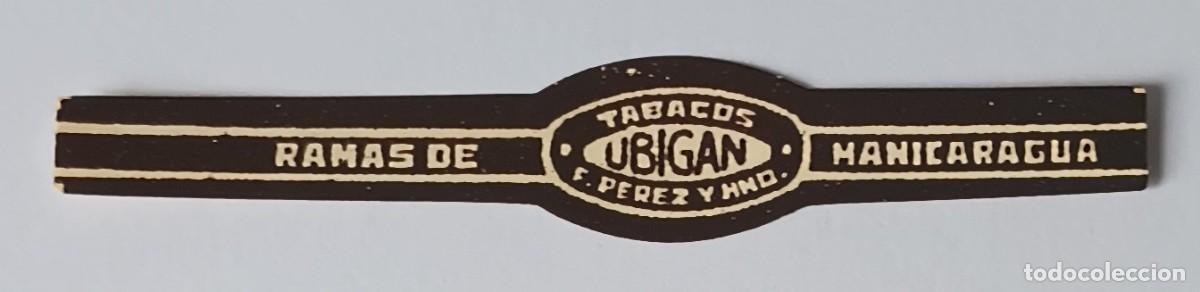 RAMAS DE
TABACOS
UBIGAN
F. PEREZ Y HNO.
MANICARAGUA
todocoleccion